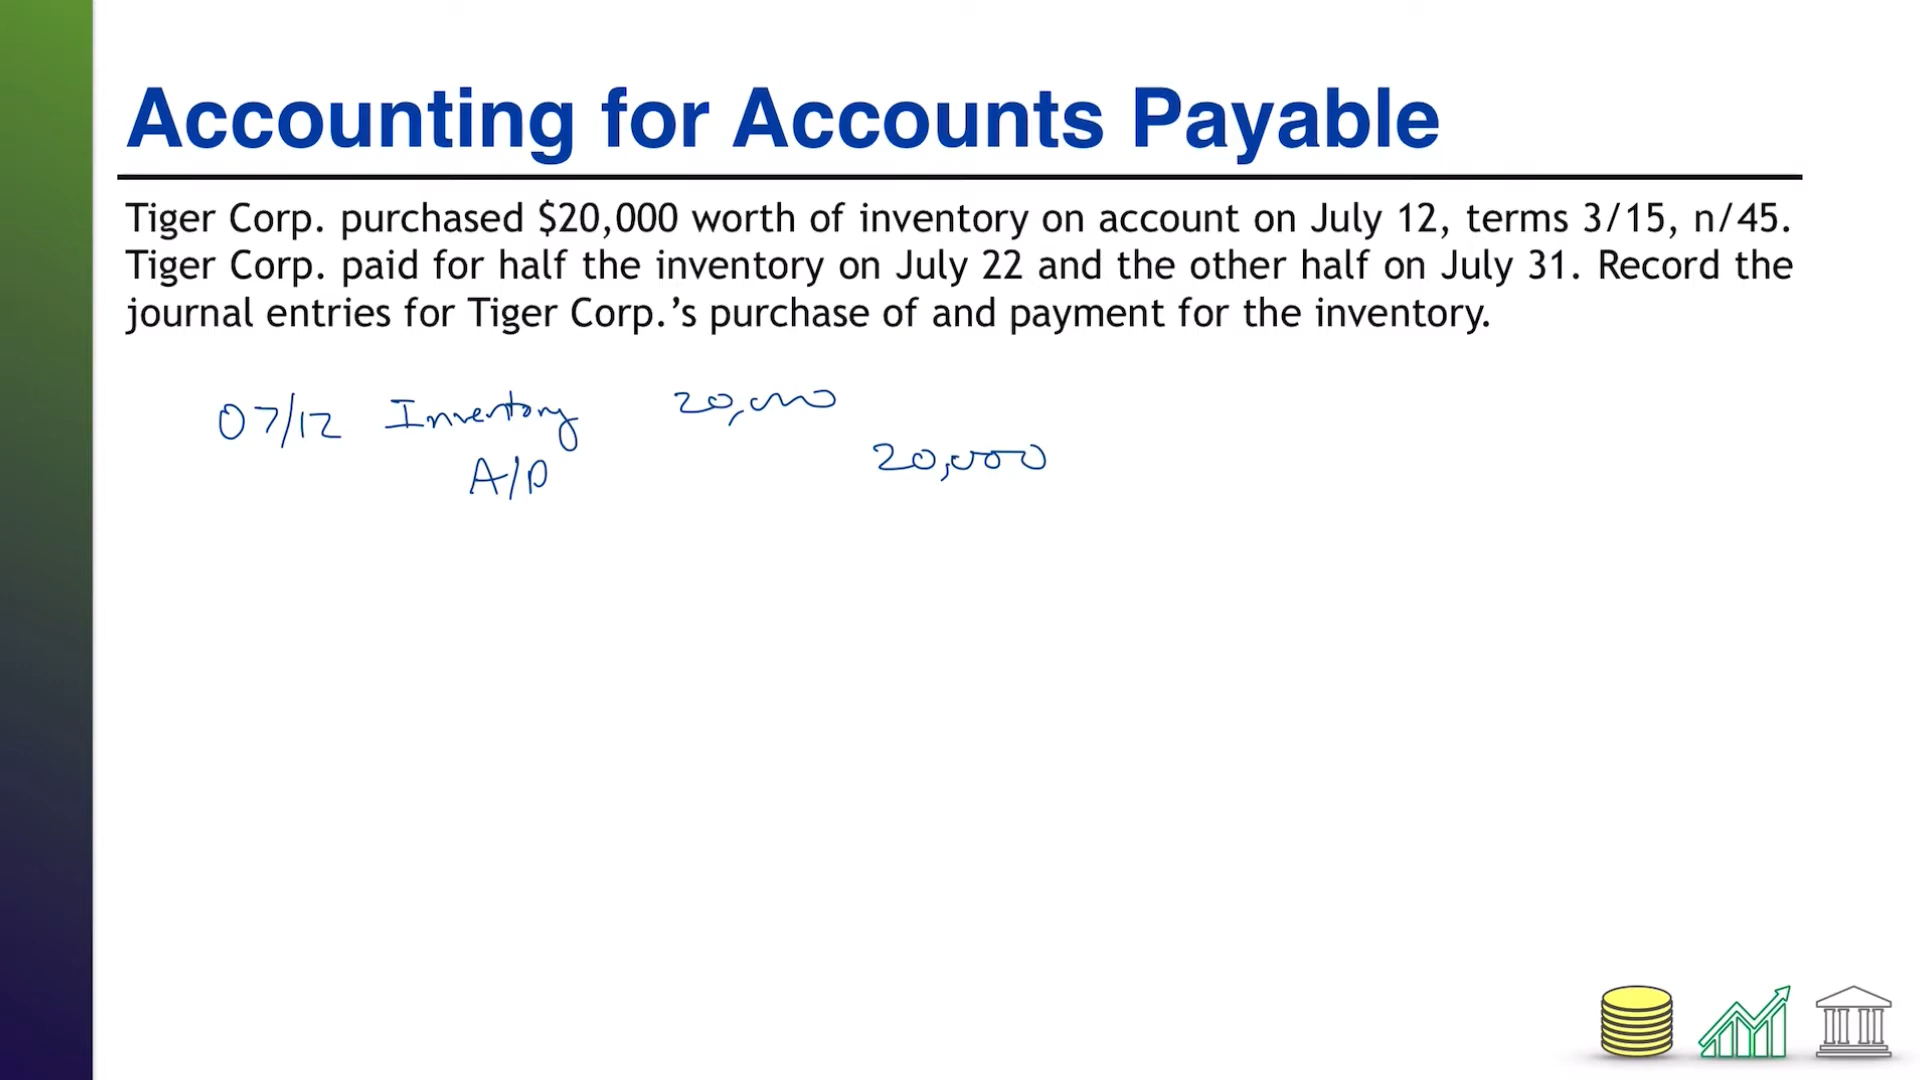 Accounting for Accounts Payable
Tiger Corp. purchased $20,000 worth of inventory on account on July 12, terms 3/15, n/45.
Tiger Corp. paid for half the inventory on July 22 and the other half on July 31. Record the
journal entries for Tiger Corp.’s purchase of and payment for the inventory.
07/12 Inventory 20,000
A/P 20,000